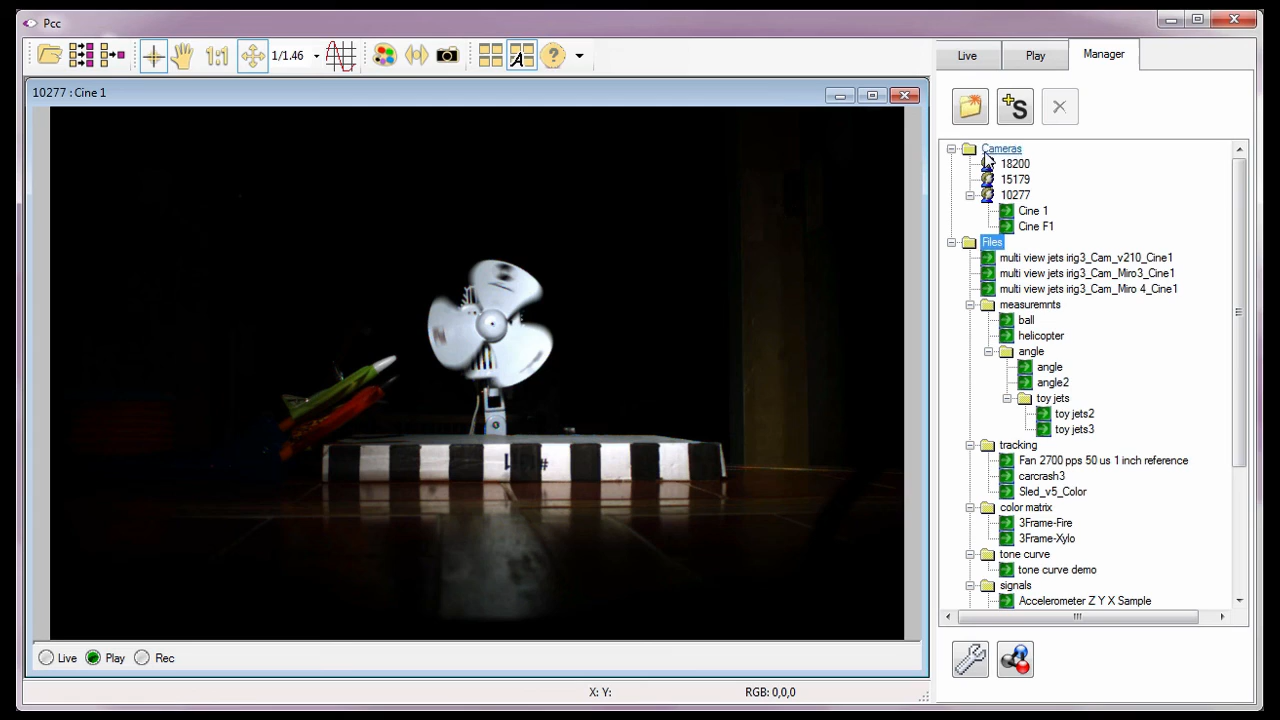 Pcc
1:1
1/1.46
A
?
Live
Play
Manager
10277 : Cine 1
+S
Cameras
18200
15179
10277
Cine 1
Cine F1
Files
multi view jets irig3_Cam_v210_Cine1
multi view jets irig3_Cam_Miro3_Cine1
multi view jets irig3_Cam_Miro 4_Cine1
measuremnts
ball
helicopter
angle
angle
angle2
toy jets
toy jets2
toy jets3
tracking
Fan 2700 pps 50 us 1 inch reference
carcrash3
Sled_v5_Color
color matrix
3Frame-Fire
3Frame-Xylo
tone curve
tone curve demo
signals
Accelerometer Z Y X Sample
Live
Play
Rec
X: Y:
RGB: 0,0,0